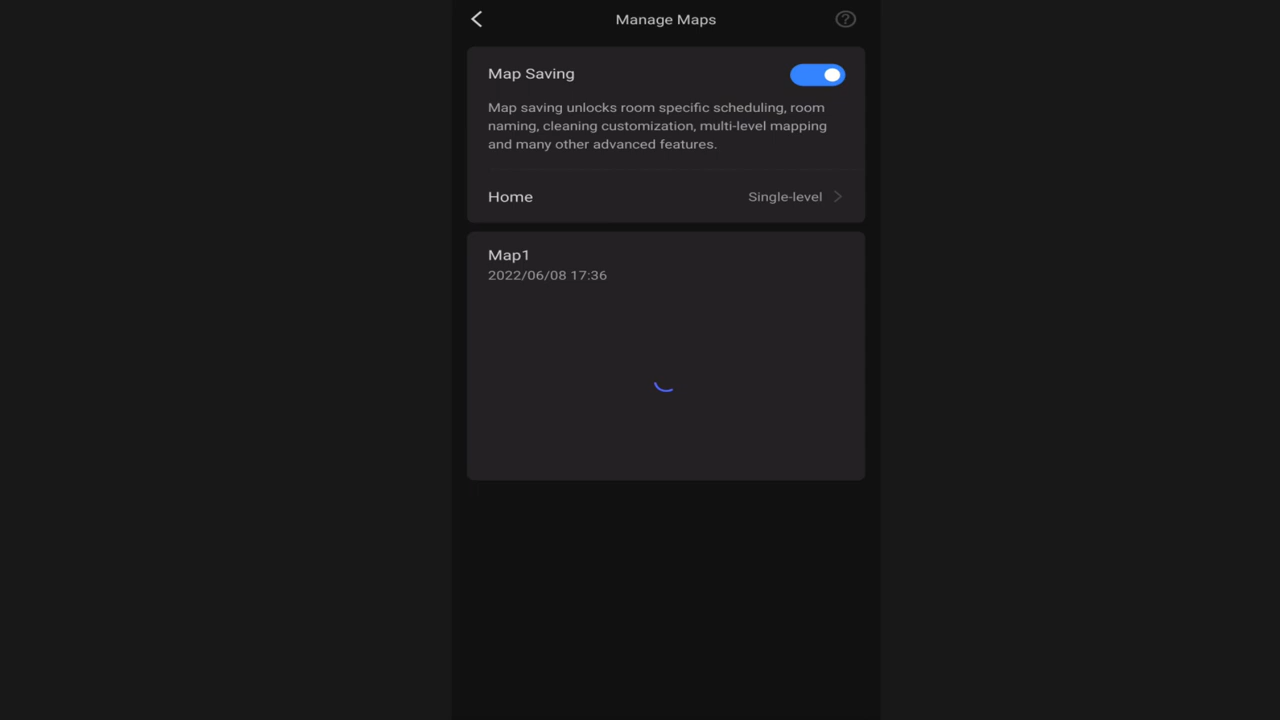 Manage Maps
?
Map Saving
Map saving unlocks room specific scheduling, room
naming, cleaning customization, multi-level mapping
and many other advanced features.
Home Single-level
Map1
2022/06/08 17:36